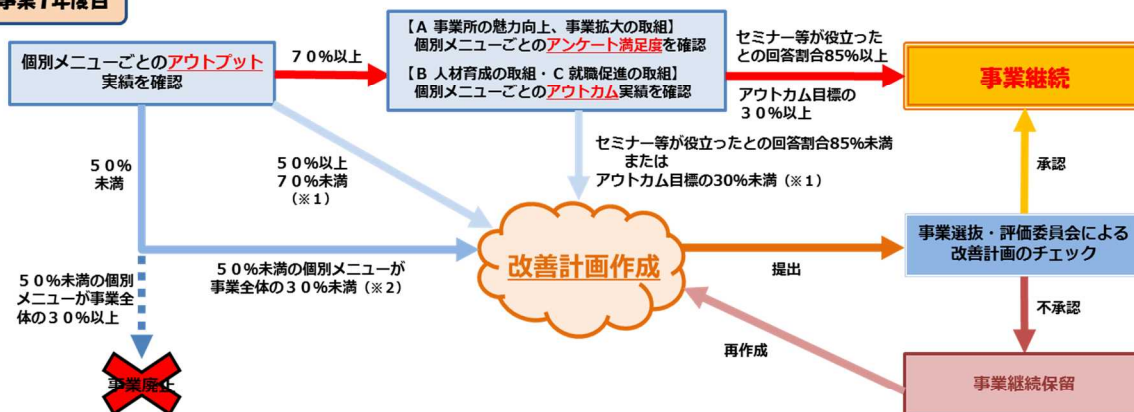 事業1年度目
個別メニューごとのアウトプット
実績を確認
70%以上
【A 事業所の魅力向上、事業拡大の取組】
個別メニューごとのアンケート満足度を確認
【B 人材育成の取組・C 就職促進の取組】
個別メニューごとのアウトカム実績を確認
セミナー等が役立った
との回答割合85%以上
アウトカム目標の
30%以上
事業継続
50%
未満
50%以上
70%未満
(※1)
セミナー等が役立ったとの回答割合85%未満
または
アウトカム目標の30%未満(※1)
承認
事業選抜・評価委員会による
改善計画のチェック
改善計画作成
提出
50%未満の個別メニューが
事業全体の30%未満(※2)
50%未満の個別
メニューが事業全
体の30%以上
不承認
再作成
事業廃止
事業継続保留